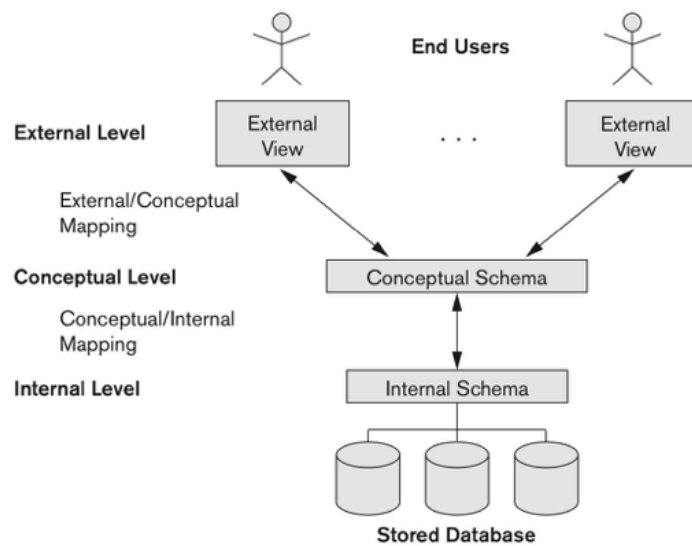 End Users
External Level
External
View
. . .
External
View
External/Conceptual
Mapping
Conceptual Level
Conceptual Schema
Conceptual/Internal
Mapping
Internal Level
Internal Schema
Stored Database